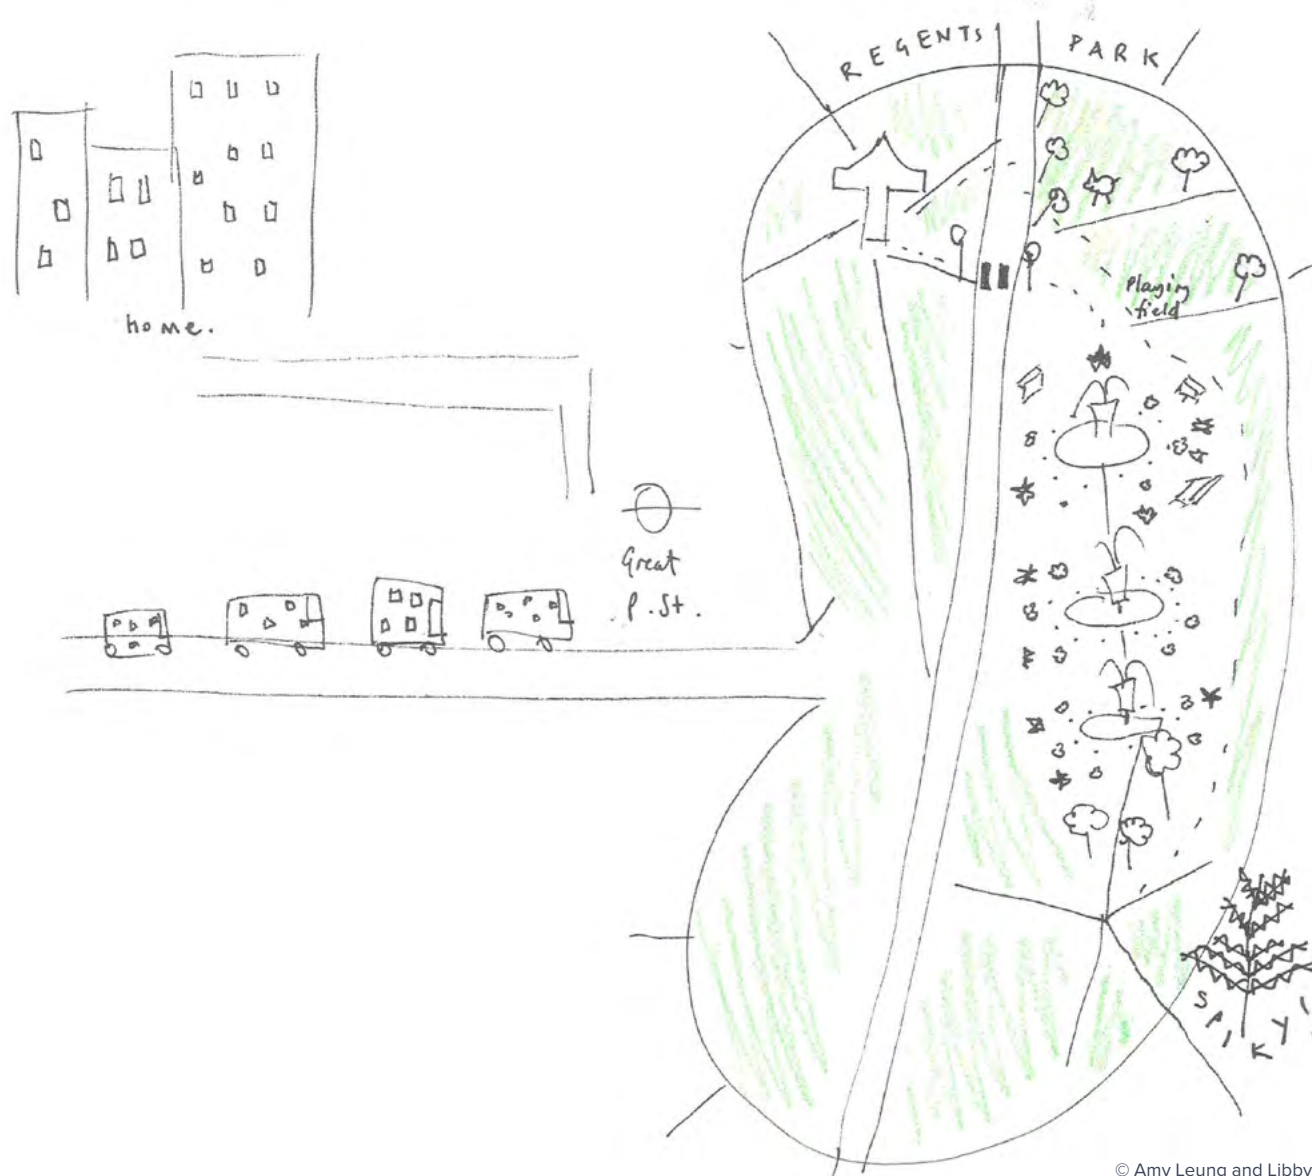 REGENTS PARK
home.
Playing
field
Great
P. St.
SPIKY
© Amy Leung and Libby